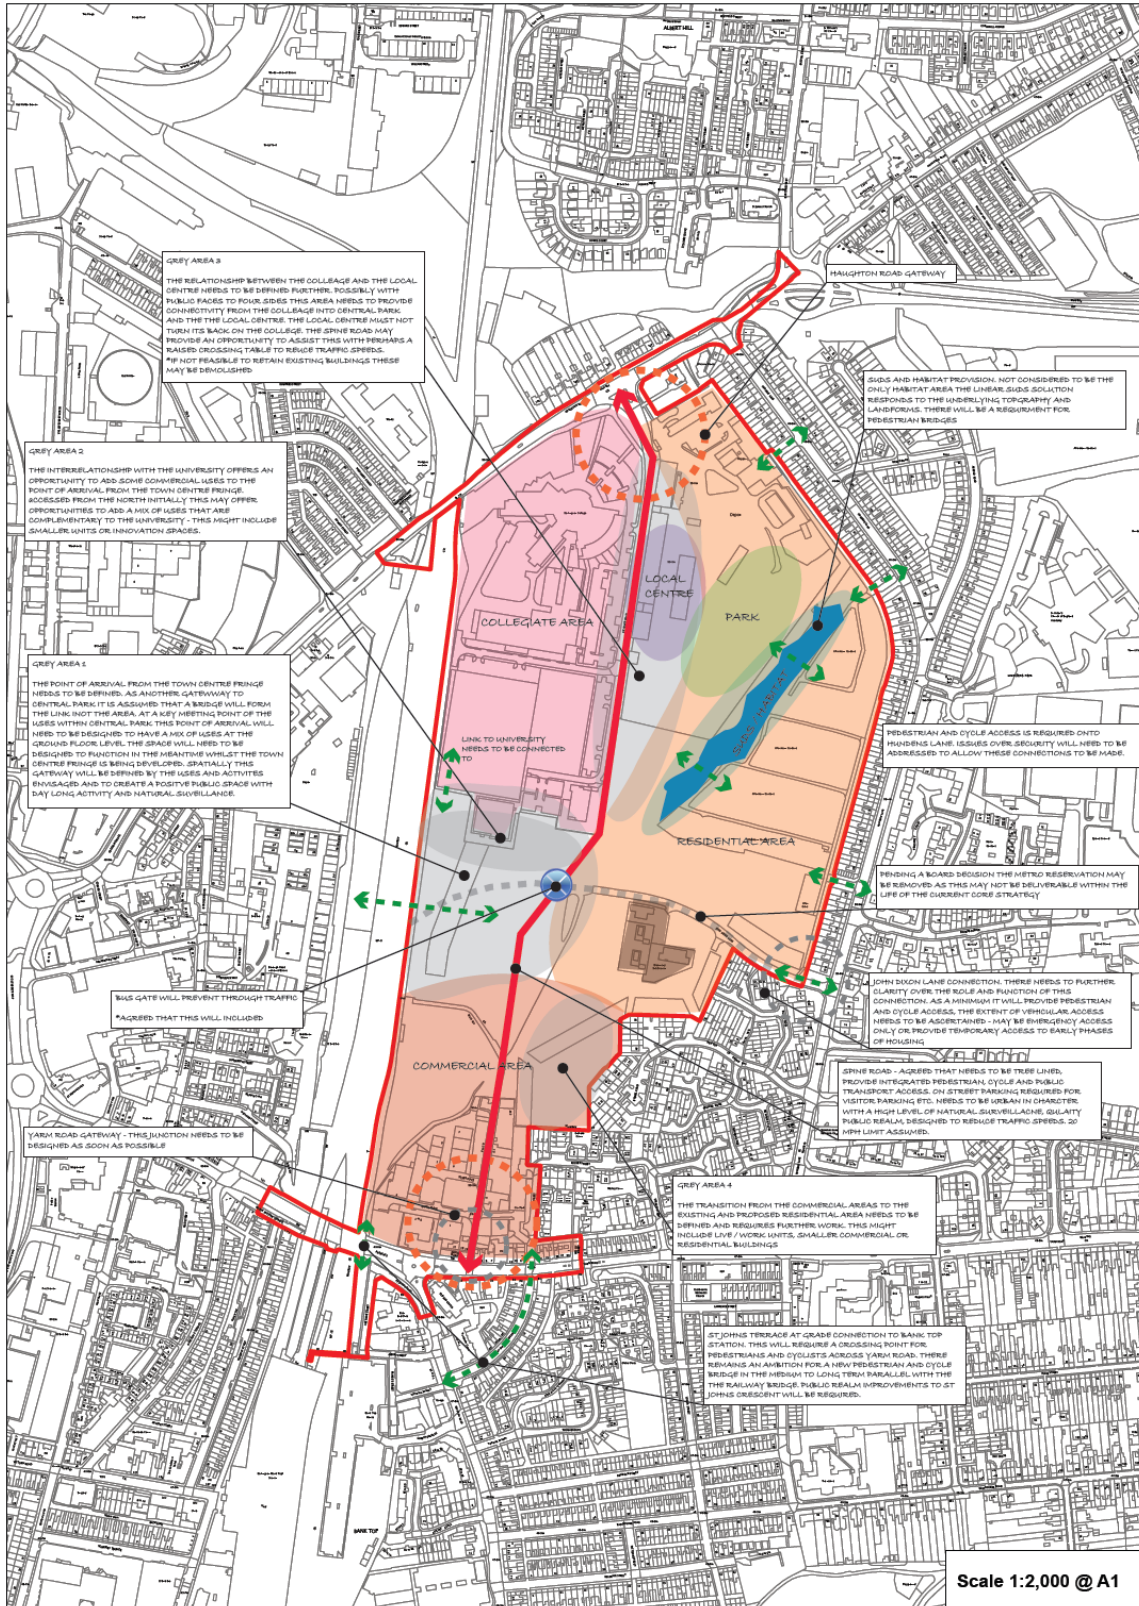 ALBERT HILL
HAUGHTON ROAD GATEWAY
GREY AREA 3
THE RELATIONSHIP BETWEEN THE COLLEAGE AND THE LOCAL
CENTRE NEEDS TO BE DEFINED FURTHER. POSSIBLY WITH
PUBLIC FACES TO FOUR SIDES THIS AREA NEEDS TO PROVIDE
CONNECTIVITY FROM THE COLLEAGE INTO CENTRAL PARK
AND THE THE LOCAL CENTRE. THE LOCAL CENTRE MUST NOT
TURN ITS BACK ON THE COLLEGE. THE SPINE ROAD MAY
PROVIDE AN OPPORTUNITY TO ASSIST THIS WITH PERHAPS A
RAISED CROSSING TABLE TO REUCE TRAFFIC SPEEDS.
*IF NOT FEASIBLE TO RETAIN EXISTING BUILDINGS THESE
MAY BE DEMOLISHED
SUDS AND HABITAT PROVISION. NOT CONSIDERED TO BE THE
ONLY HABITAT AREA THE LINEAR SUDS SOLUTION
RESPONDS TO THE UNDERLYING TOPGRAPHY AND
LANDFORMS. THERE WILL BE A REQUIRMENT FOR
PEDESTRIAN BRIDGES
GREY AREA 2
THE INTERRELATIONSHIP WITH THE UNIVERSITY OFFERS AN
OPPORTUNITY TO ADD SOME COMMERCIAL USES TO THE
POINT OF ARRIVAL FROM THE TOWN CENTRE FRINGE.
ACCESSED FROM THE NORTH INITIALLY THIS MAY OFFER
OPPORTUNITIES TO ADD A MIX OF USES THAT ARE
COMPLEMENTARY TO THE UNIVERSITY - THIS MIGHT INCLUDE
SMALLER UNITS OR INNOVATION SPACES.
LOCAL
CENTRE
COLLEGIATE AREA
PARK
GREY AREA 1
THE POINT OF ARRIVAL FROM THE TOWN CENTRE FRINGE
NEDDS TO BE DEFINED. AS ANOTHER GATEWWAY TO
CENTRAL PARK IT IS ASSUMED THAT A BRIDGE WILL FORM
THE LINK INOT THE AREA. AT A KEY MEETING POINT OF THE
USES WITHIN CENTRAL PARK THIS POINT OF ARRIVAL WILL
NEED TO BE DESIGNED TO HAVE A MIX OF USES AT THE
GROUND FLOOR LEVEL THE SPACE WILL NEED TO BE
DESIGNED TO FUNCTION IN THE MEANTIME WHILST THE TOWN
CENTRE FRINGE IS BEING DEVELOPED. SPATIALLY THIS
GATEWAY WILL BE DEFINED BY THE USES AND ACTIVITES
ENVISAGED AND TO CREATE A POSITVE PUBLIC SPACE WITH
DAY LONG ACTIVITY AND NATURAL SUVEILLANCE.
SUDS / HABITAT
LINK TO UNIVERSITY
NEEDS TO BE CONNECTED
TO
PEDESTRIAN AND CYCLE ACCESS IS REQUIRED ONTO
HUNDENS LANE. ISSUES OVER SECURITY WILL NEED TO BE
ADDRESSED TO ALLOW THESE CONNECTIONS TO BE MADE.
RESIDENTIAL AREA
PENDING A BOARD DECISION THE METRO RESERVATION MAY
BE REMOVED AS THIS MAY NOT BE DELIVERABLE WITHIN THE
LIFE OF THE CURRENT CORE STRATEGY
BUS GATE WILL PREVENT THROUGH TRAFFIC
*AGREED THAT THIS WILL INCLUDED
JOHN DIXON LANE CONNECTION. THERE NEEDS TO FURTHER
CLARITY OVER THE ROLE AND FUNCTION OF THIS
CONNECTION. AS A MINIMUM IT WILL PROVIDE PEDESTRIAN
AND CYCLE ACCESS, THE EXTENT OF VEHICULAR ACCESS
NEEDS TO BE ASCERTAINED - MAY BE EMERGENCY ACCESS
ONLY OR PROVIDE TEMPORARY ACCESS TO EARLY PHASES
OF HOUSING
COMMERCIAL AREA
SPINE ROAD - AGREED THAT NEEDS TO BE TREE LINED,
PROVIDE INTEGRATED PEDESTRIAN, CYCLE AND PUBLIC
TRANSPORT ACCESS. ON STREET PARKING REQUIRED FOR
VISITOR PARKING ETC. NEEDS TO BE URBAN IN CHARCTER
WITH A HIGH LEVEL OF NATURAL SURVEILLACNE, QULAITY
PUBLIC REALM, DESIGNED TO REDUCE TRAFFIC SPEEDS. 20
MPH LIMIT ASSUMED.
YARM ROAD GATEWAY - THIS JUNCTION NEEDS TO BE
DESIGNED AS SOON AS POSSIBLE
GREY AREA 4
THE TRANSITION FROM THE COMMERCIAL AREAS TO THE
EXISTING AND PROPOSED RESIDENTIAL AREA NEEDS TO BE
DEFINED AND REQUIRES FURTHER WORK. THIS MIGHT
INCLUDE LIVE / WORK UNITS, SMALLER COMMERCIAL OR
RESIDENTIAL BUILDINGS
ST JOHNS TERRACE AT GRADE CONNECTION TO BANK TOP
STATION. THIS WILL REQUIRE A CROSSING POINT FOR
PEDESTRIANS AND CYCLISTS ACROSS YARM ROAD. THERE
REMAINS AN AMBITION FOR A NEW PEDESTRIAN AND CYCLE
BRIDGE IN THE MEDIUM TO LONG TERM PARALLEL WITH THE
THE RAILWAY BRIDGE. PUBLIC REALM IMPROVEMENTS TO ST
JOHNS CRESCENT WILL BE REQUIRED.
BANK TOP
Scale 1:2,000 @ A1